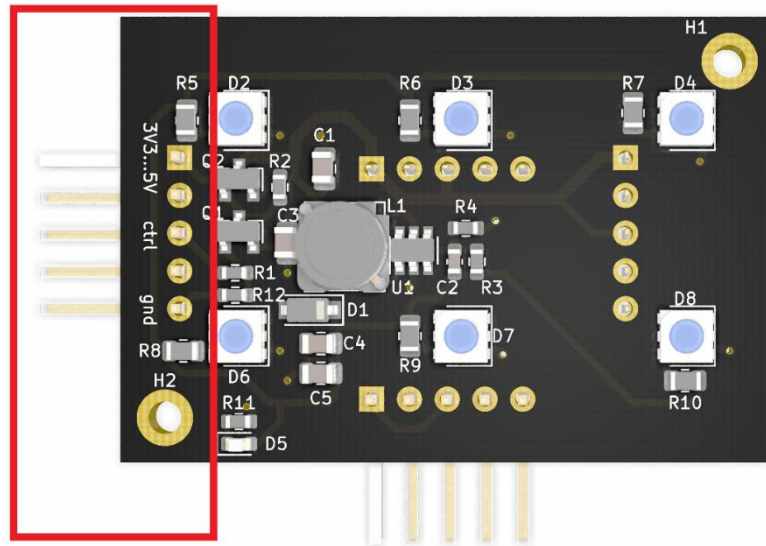 H1
R5
D2
R6
D3
R7
D4
3V3...5V
C1
Q2
R2
ctrl
Q1
C3
L1
R4
R1
R12
U1
C2
R3
gnd
D1
D8
R8
C4
D7
D6
R9
H2
C5
R10
R11
D5